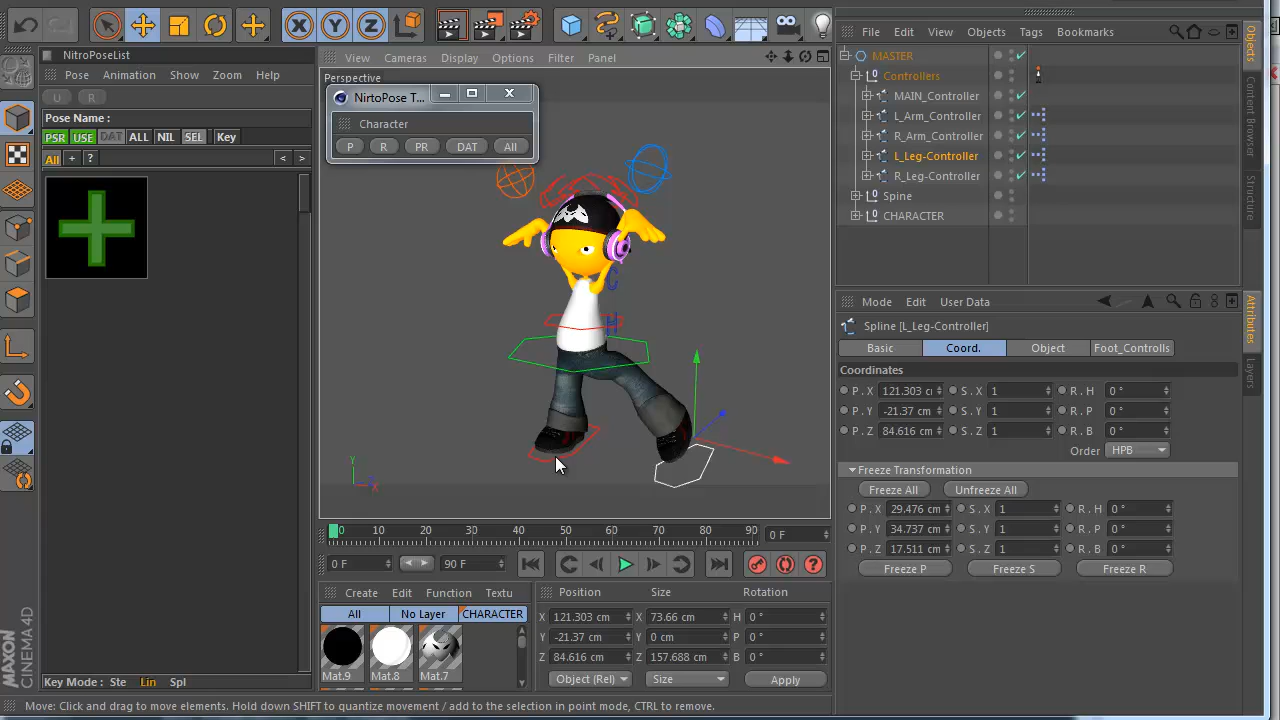 NitroPoseList
Pose Animation Show Zoom Help
U R
Pose Name :
PSR USE DAT ALL NIL SEL Key
All + ? < >
Key Mode: Ste Lin Spl
MAXON CINEMA4D
View Cameras Display Options Filter Panel
Perspective
NirtoPose T...
Character
P R PR DAT All
C
H
Y
X
0 10 20 30 40 50 60 70 80 90 0 F
0 F 90 F
Create Edit Function Textu
All No Layer CHARACTER
Mat.9 Mat.8 Mat.7
Position Size Rotation
X 121.303 cm X 73.66 cm H 0 °
Y -21.37 cm Y 0 cm P 0 °
Z 84.616 cm Z 157.688 cm B 0 °
Object (Rel) Size Apply
File Edit View Objects Tags Bookmarks
MASTER
Controllers
MAIN_Controller
L_Arm_Controller
R_Arm_Controller
L_Leg-Controller
R_Leg-Controller
Spine
CHARACTER
Objects
Content Browser
Structure
Mode Edit User Data
Spline [L_Leg-Controller]
Basic Coord. Object Foot_Controlls
Coordinates
P . X 121.303 c S . X 1 R . H 0 °
P . Y -21.37 cm S . Y 1 R . P 0 °
P . Z 84.616 cm S . Z 1 R . B 0 °
Order HPB
Freeze Transformation
Freeze All Unfreeze All
P . X 29.476 cm S . X 1 R . H 0 °
P . Y 34.737 cm S . Y 1 R . P 0 °
P . Z 17.511 cm S . Z 1 R . B 0 °
Freeze P Freeze S Freeze R
Attributes
Layers
Move: Click and drag to move elements. Hold down SHIFT to quantize movement / add to the selection in point mode, CTRL to remove.